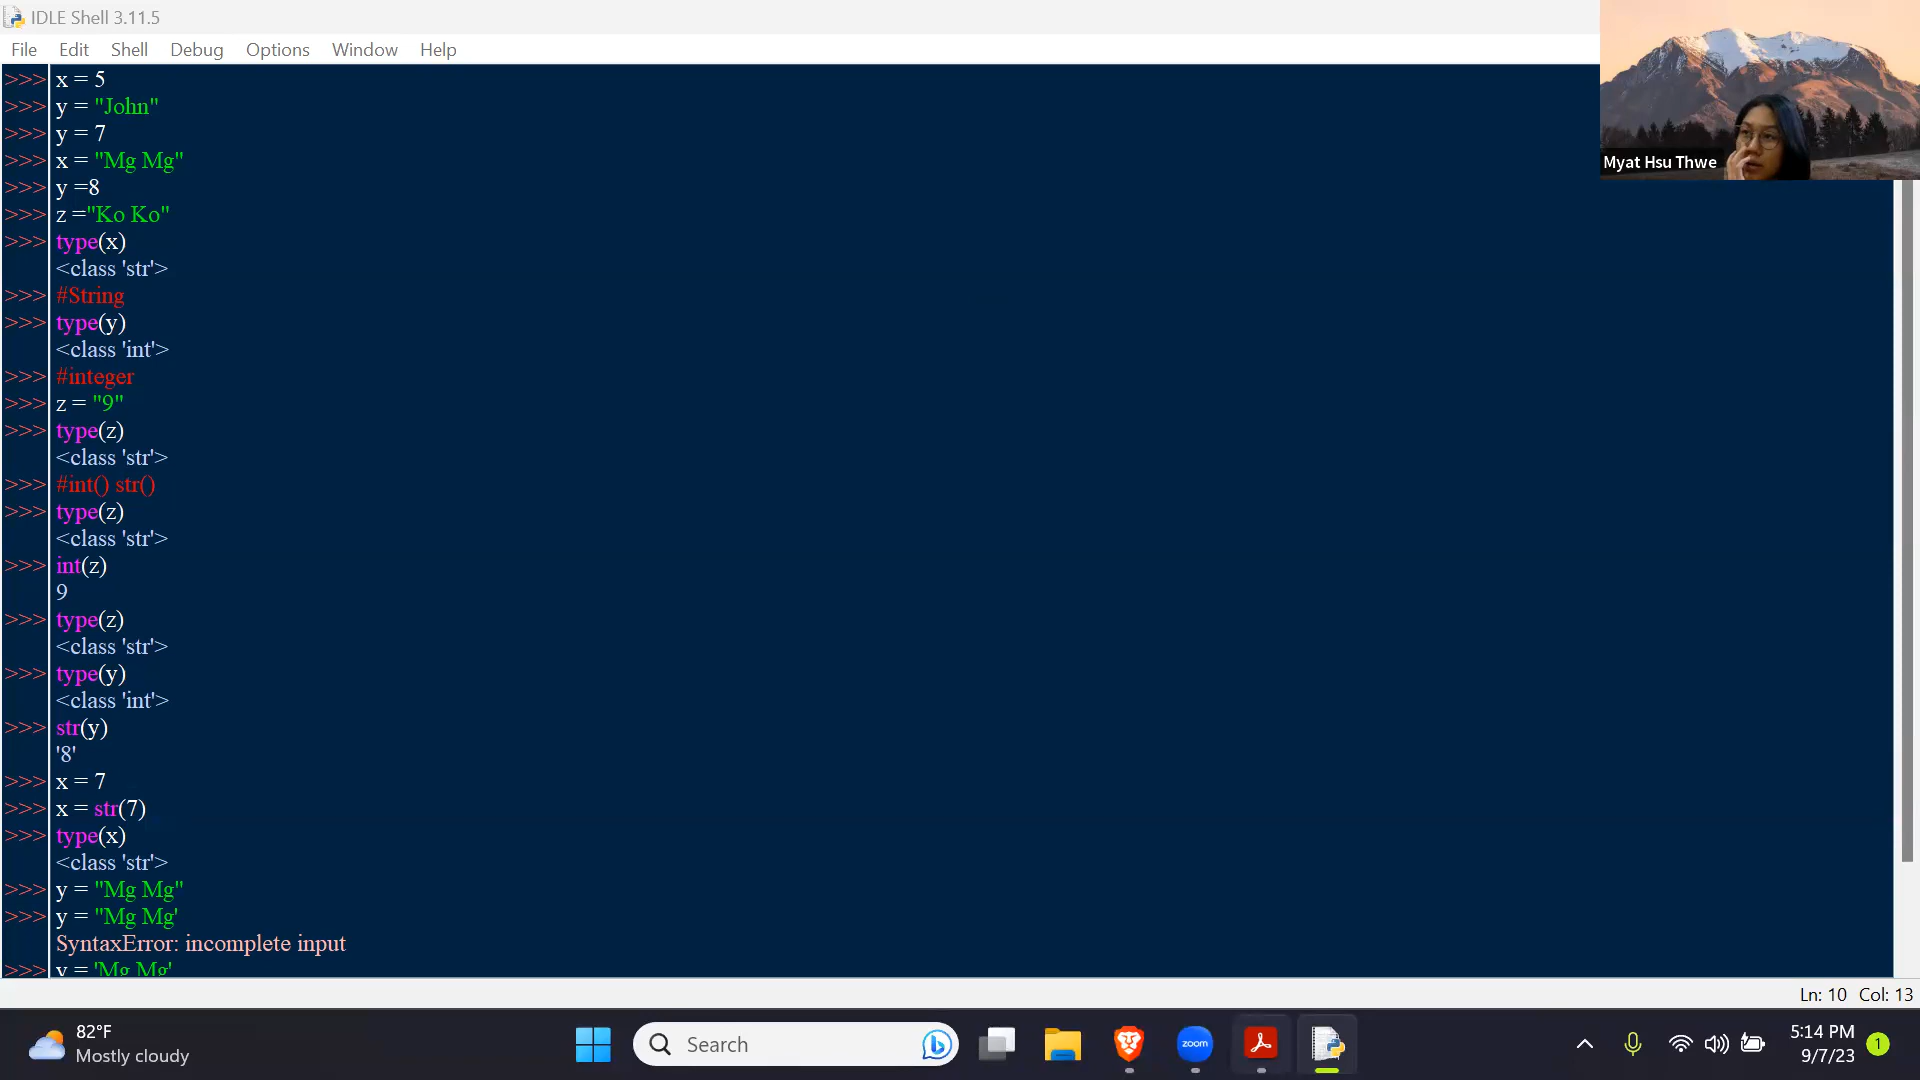 IDLE Shell 3.11.5
File Edit Shell Debug Options Window Help
>>> x = 5
>>> y = "John"
>>> y = 7
>>> x = "Mg Mg"
>>> y =8
>>> z ="Ko Ko"
>>> type(x)
<class 'str'>
>>> #String
>>> type(y)
<class 'int'>
>>> #integer
>>> z = "9"
>>> type(z)
<class 'str'>
>>> #int() str()
>>> type(z)
<class 'str'>
>>> int(z)
9
>>> type(z)
<class 'str'>
>>> type(y)
<class 'int'>
>>> str(y)
'8'
>>> x = 7
>>> x = str(7)
>>> type(x)
<class 'str'>
>>> y = "Mg Mg"
>>> y = "Mg Mg'
SyntaxError: incomplete input
>>> y = 'Mg Mg'
Myat Hsu Thwe
Ln: 10 Col: 13
82°F
Mostly cloudy
Search
zoom
5:14 PM
9/7/23
1